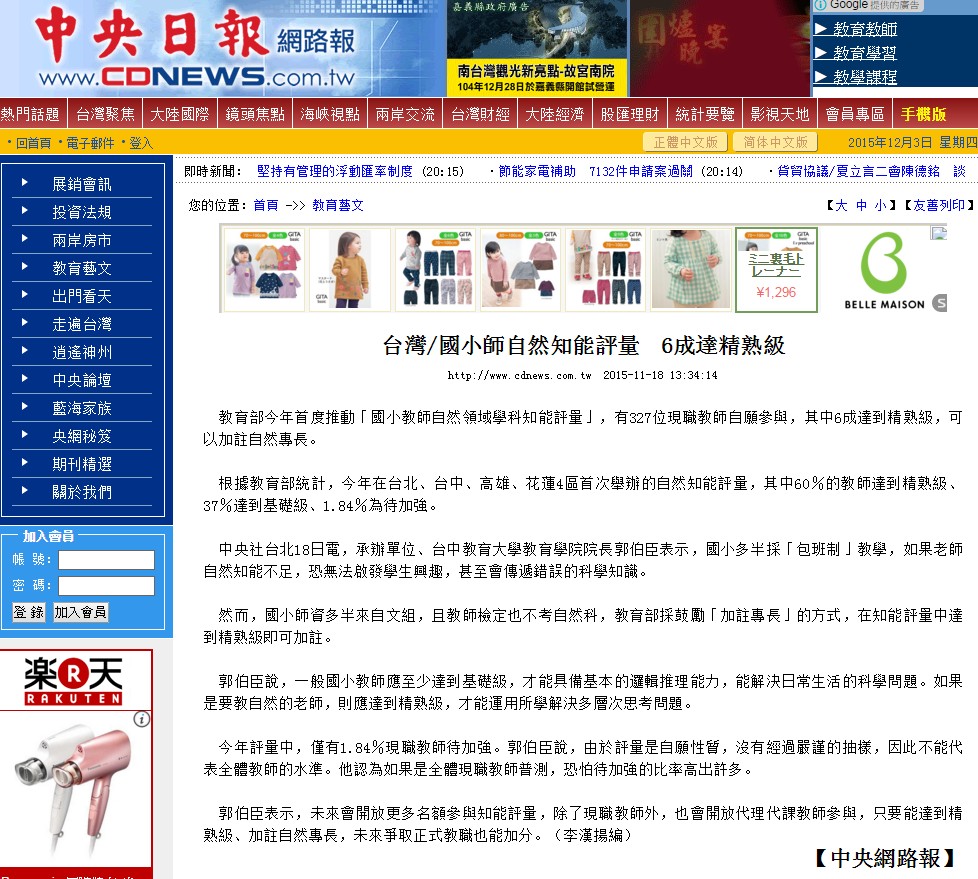 中央日報 網路報
www.CDNEWS.com.tw
嘉義縣政府廣告
南台灣觀光新亮點-故宮南院
104年12月28日於嘉義縣開館試營運
圍爐晚宴
Google 提供的廣告
▶ 教育教師
▶ 教育學習
▶ 教學課程
熱門話題 台灣聚焦 大陸國際 鏡頭焦點 海峽視點 兩岸交流 台灣財經 大陸經濟 股匯理財 統計要覽 影視天地 會員專區 手機版
・回首頁 ・電子郵件 ・登入 正體中文版 简体中文版 2015年12月3日 星期四
即時新聞： 堅持有管理的浮動匯率制度 (20:15) ・節能家電補助 7132件申請案過關 (20:14) ・貨貿協議/夏立言二會陳德銘 談
您的位置：首頁 ->> 教育藝文 【大 中 小】【友善列印】
展銷會訊
投資法規
兩岸房市
教育藝文
出門看天
走遍台灣
逍遙神州
中央論壇
藍海家族
央網秘笈
期刊精選
關於我們
加入會員
帳 號：
密 碼：
登 錄 加入會員
楽R天
RAKUTEN
GITA
basic
ミニ裏毛ト
レーナー
¥1,296
BELLE MAISON
台灣/國小師自然知能評量　6成達精熟級
http://www.cdnews.com.tw 2015-11-18 13:34:14
教育部今年首度推動「國小教師自然領域學科知能評量」，有327位現職教師自願參與，其中6成達到精熟級，可
以加註自然專長。
根據教育部統計，今年在台北、台中、高雄、花蓮4區首次舉辦的自然知能評量，其中60%的教師達到精熟級、
37%達到基礎級、1.84%為待加強。
中央社台北18日電，承辦單位、台中教育大學教育學院院長郭伯臣表示，國小多半採「包班制」教學，如果老師
自然知能不足，恐無法啟發學生興趣，甚至會傳遞錯誤的科學知識。
然而，國小師資多半來自文組，且教師檢定也不考自然科，教育部採鼓勵「加註專長」的方式，在知能評量中達
到精熟級即可加註。
郭伯臣說，一般國小教師應至少達到基礎級，才能具備基本的邏輯推理能力，能解決日常生活的科學問題。如果
是要教自然的老師，則應達到精熟級，才能運用所學解決多層次思考問題。
今年評量中，僅有1.84%現職教師待加強。郭伯臣說，由於評量是自願性質，沒有經過嚴謹的抽樣，因此不能代
表全體教師的水準。他認為如果是全體現職教師普測，恐怕待加強的比率高出許多。
郭伯臣表示，未來會開放更多名額參與知能評量，除了現職教師外，也會開放代理代課教師參與，只要能達到精
熟級、加註自然專長，未來爭取正式教職也能加分。（李漢揚編）
【中央網路報】